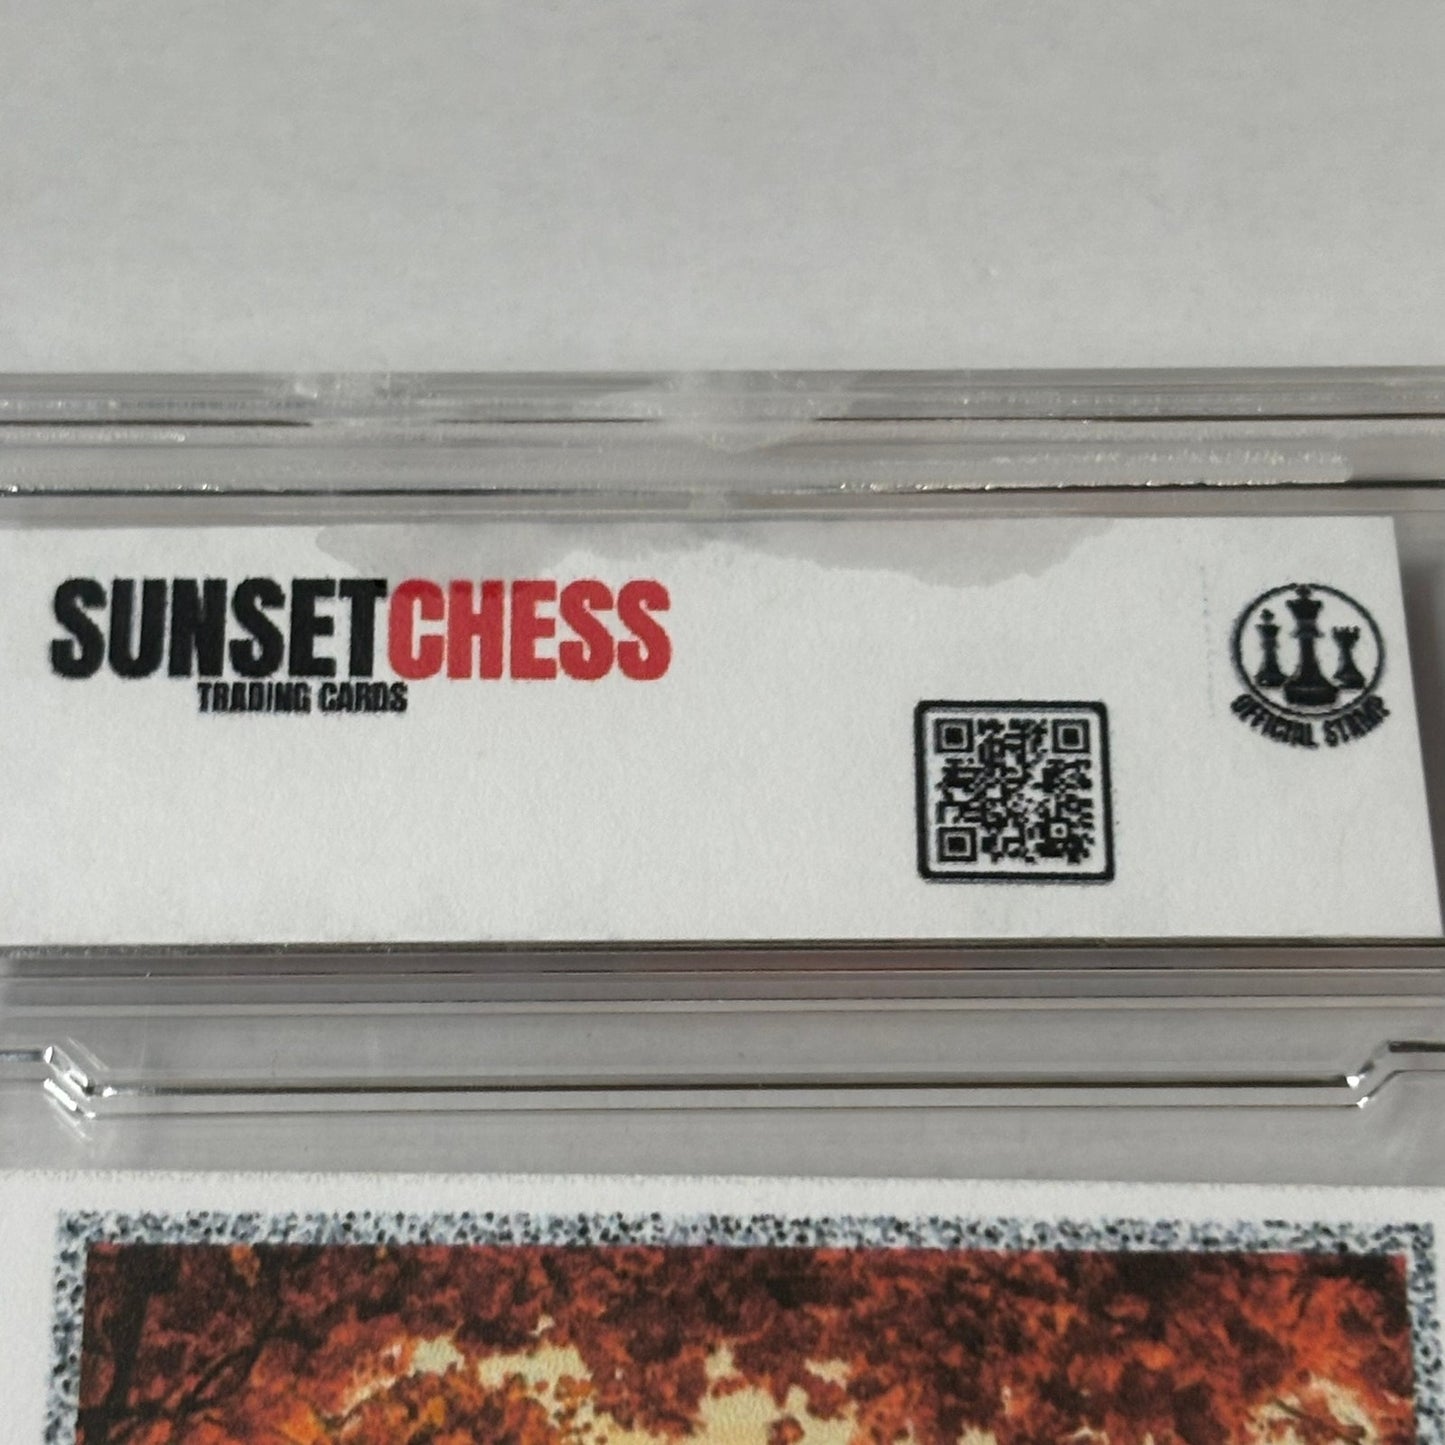 SUNSETCHESS
TRADING CARDS
OFFICIAL STAMP